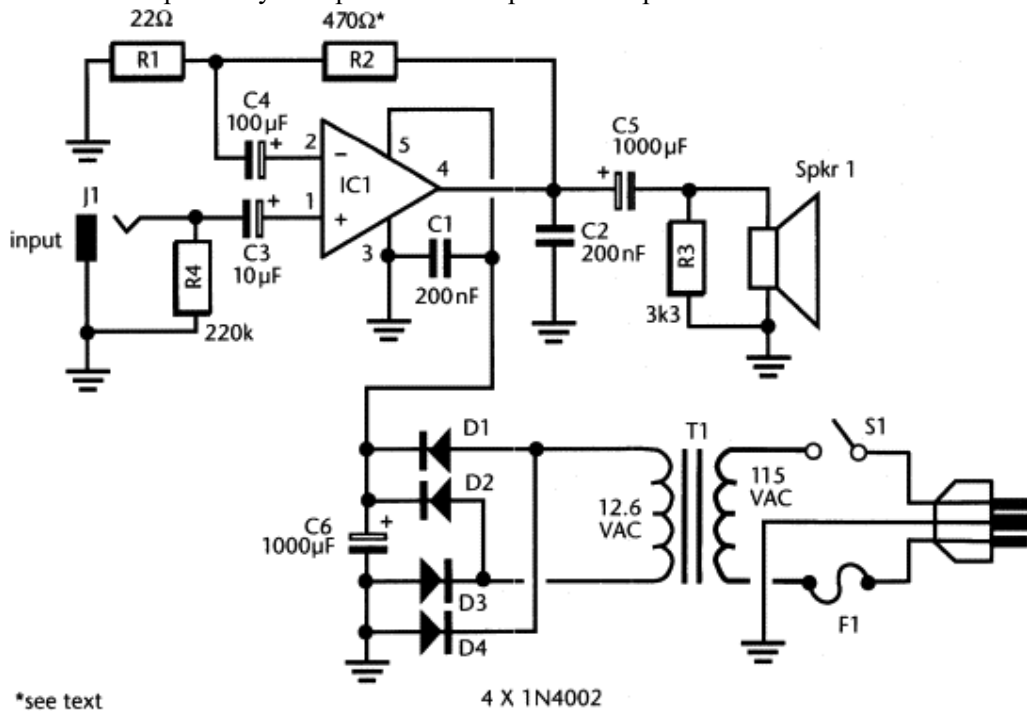 22Ω
470Ω*
R1
R2
C4
100µF
+
2
−
5
IC1
4
C5
1000µF
+
Spkr 1
J1
input
+
1
+
3
C1
200nF
C2
200nF
R3
3k3
C3
10µF
R4
220k
D1
D2
C6
1000µF
+
D3
D4
12.6
VAC
T1
115
VAC
S1
F1
*see text
4 X 1N4002